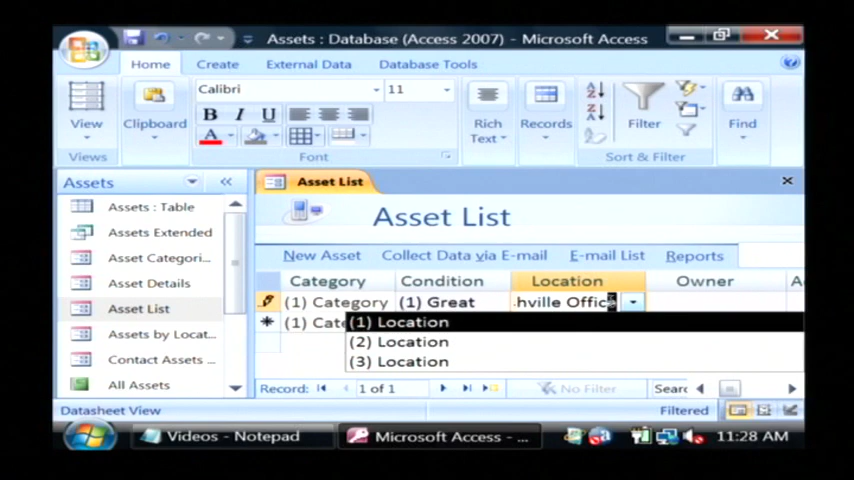 Assets : Database (Access 2007) - Microsoft Access
Home Create External Data Database Tools
Calibri 11
B I U
A
View
Clipboard
Rich Text
Records
Filter
Find
Views
Font
Sort & Filter
Assets
«
Asset List
Assets : Table
Assets Extended
Asset Categori...
Asset Details
Asset List
Assets by Locat...
Contact Assets ...
All Assets
Asset List
New Asset Collect Data via E-mail E-mail List Reports
Category Condition Location Owner
(1) Category (1) Great hville Office
(1) Cate
(1) Location
(2) Location
(3) Location
Record: 1 of 1 No Filter Searc
Datasheet View Filtered
Videos - Notepad Microsoft Access - ... 11:28 AM